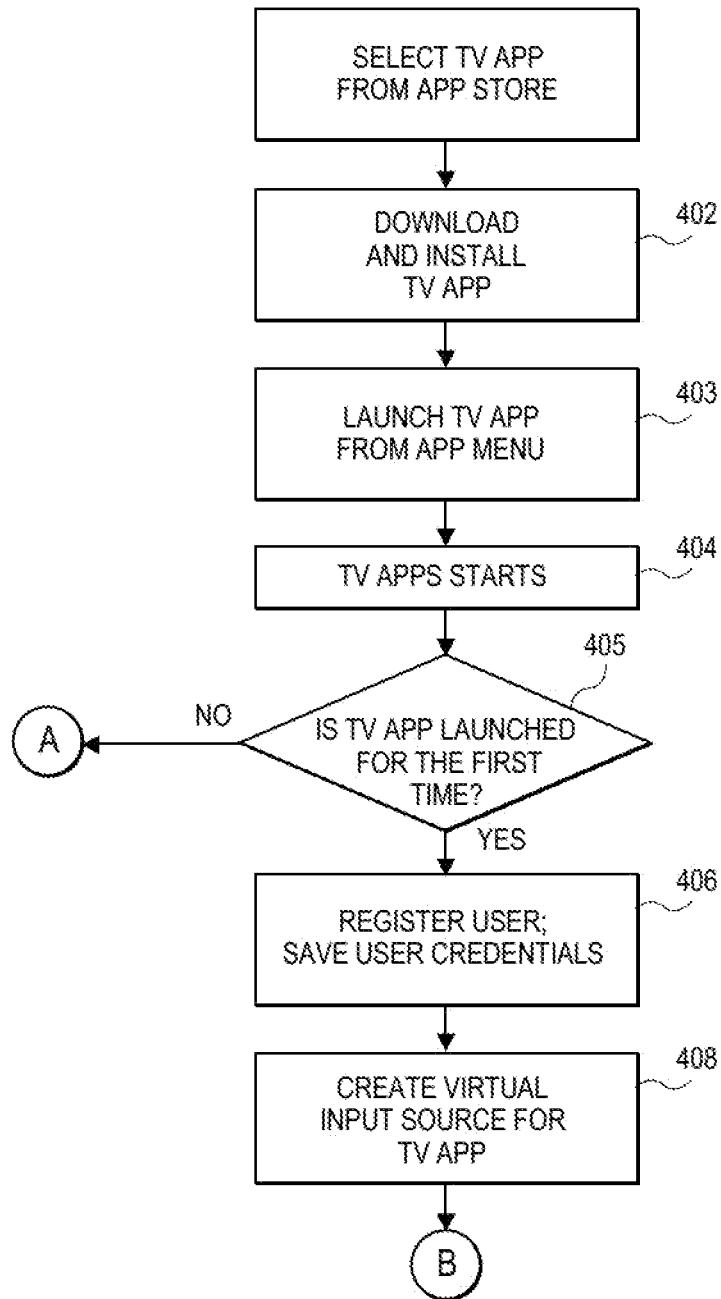 SELECT TV APP
FROM APP STORE
402
DOWNLOAD
AND INSTALL
TV APP
403
LAUNCH TV APP
FROM APP MENU
404
TV APPS STARTS
405
A
NO
IS TV APP LAUNCHED
FOR THE FIRST
TIME?
YES
406
REGISTER USER;
SAVE USER CREDENTIALS
408
CREATE VIRTUAL
INPUT SOURCE FOR
TV APP
B